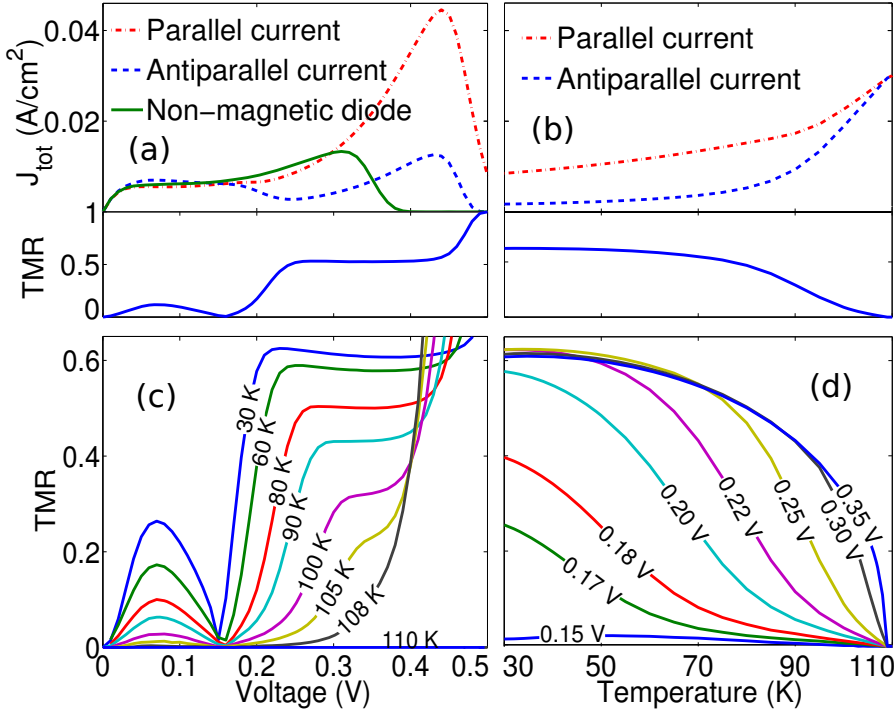 0.04
0.02
1
J_tot (A/cm²)
Parallel current
Antiparallel current
Non−magnetic diode
(a)
Parallel current
Antiparallel current
(b)
0.5
0
TMR
0.6
0.4
0.2
0
TMR
(c)
30 K
60 K
80 K
90 K
100 K
105 K
108 K
110 K
0 0.1 0.2 0.3 0.4 0.5
Voltage (V)
(d)
0.35 V
0.30 V
0.25 V
0.22 V
0.20 V
0.18 V
0.17 V
0.15 V
30 50 70 90 110
Temperature (K)